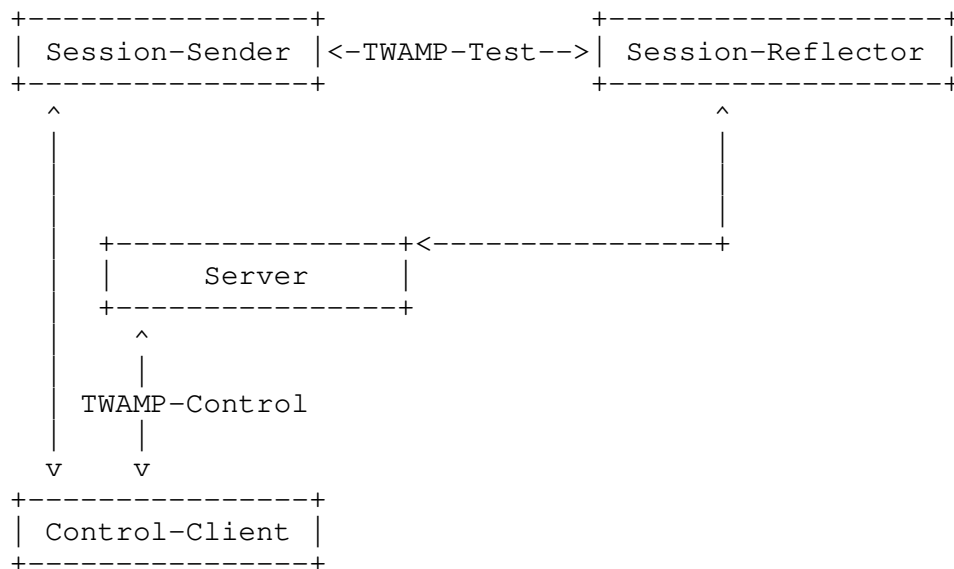 Session-Sender <-TWAMP-Test--> Session-Reflector
Server
TWAMP-Control
Control-Client